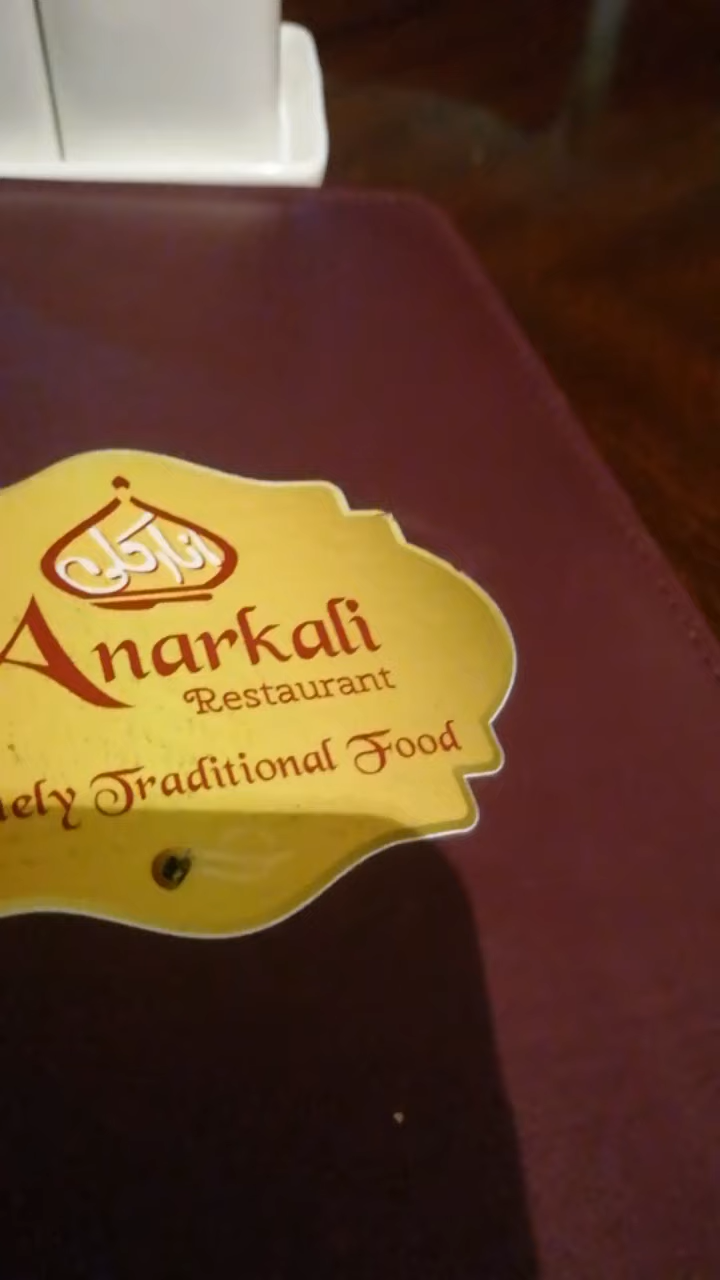 انارکلی
Anarkali
Restaurant
Traditional Food